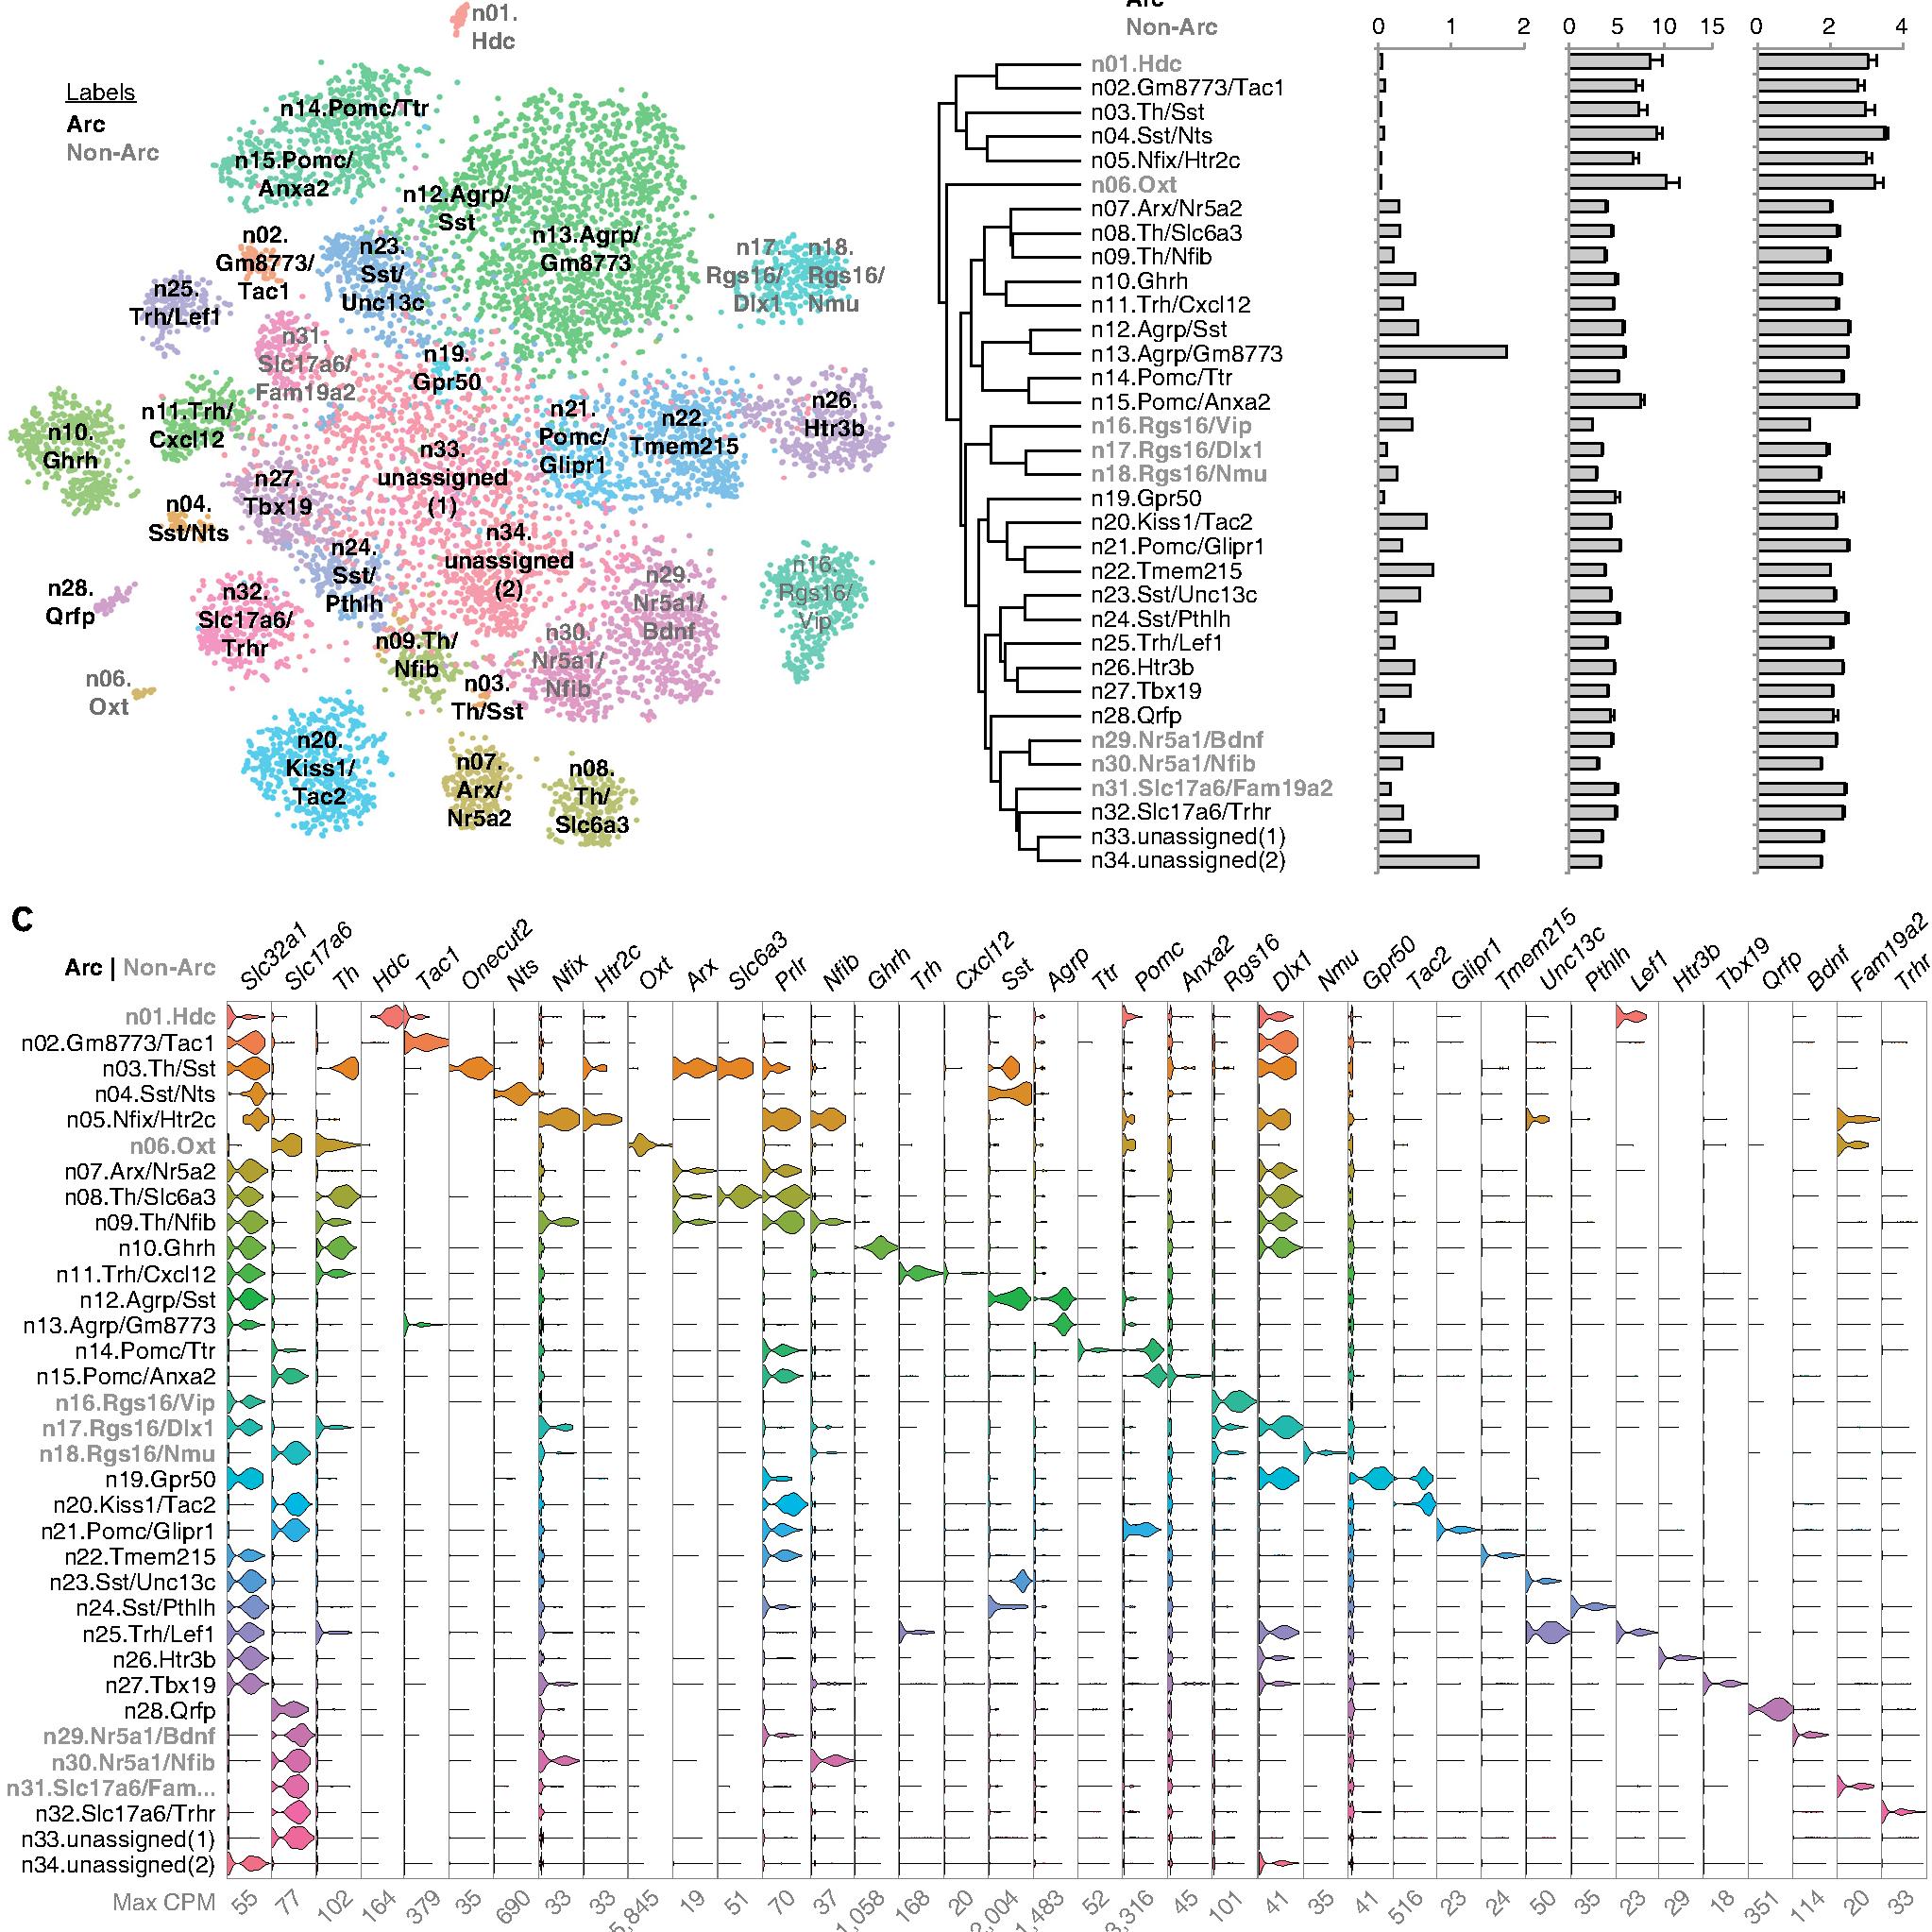 Arc
Non-Arc
Labels
Arc
Non-Arc
n01.
Hdc
n14.Pomc/Ttr
n15.Pomc/
Anxa2
n12.Agrp/
Sst
n13.Agrp/
Gm8773
n02.
Gm8773/
Tac1
n23.
Sst/
Unc13c
n17.
Rgs16/
Dlx1
n18.
Rgs16/
Nmu
n25.
Trh/Lef1
n31.
Slc17a6/
Fam19a2
n19.
Gpr50
n11.Trh/
Cxcl12
n10.
Ghrh
n21.
Pomc/
Glipr1
n22.
Tmem215
n26.
Htr3b
n33.
unassigned
(1)
n27.
Tbx19
n04.
Sst/Nts
n34.
unassigned
(2)
n24.
Sst/
Pthlh
n28.
Qrfp
n32.
Slc17a6/
Trhr
n29.
Nr5a1/
Bdnf
n16.
Rgs16/
Vip
n09.Th/
Nfib
n30.
Nr5a1/
Nfib
n06.
Oxt
n03.
Th/Sst
n20.
Kiss1/
Tac2
n07.
Arx/
Nr5a2
n08.
Th/
Slc6a3
0 1 2
0 5 10 15
0 2 4
n01.Hdc
n02.Gm8773/Tac1
n03.Th/Sst
n04.Sst/Nts
n05.Nfix/Htr2c
n06.Oxt
n07.Arx/Nr5a2
n08.Th/Slc6a3
n09.Th/Nfib
n10.Ghrh
n11.Trh/Cxcl12
n12.Agrp/Sst
n13.Agrp/Gm8773
n14.Pomc/Ttr
n15.Pomc/Anxa2
n16.Rgs16/Vip
n17.Rgs16/Dlx1
n18.Rgs16/Nmu
n19.Gpr50
n20.Kiss1/Tac2
n21.Pomc/Glipr1
n22.Tmem215
n23.Sst/Unc13c
n24.Sst/Pthlh
n25.Trh/Lef1
n26.Htr3b
n27.Tbx19
n28.Qrfp
n29.Nr5a1/Bdnf
n30.Nr5a1/Nfib
n31.Slc17a6/Fam19a2
n32.Slc17a6/Trhr
n33.unassigned(1)
n34.unassigned(2)
C
Arc | Non-Arc
Slc32a1 Slc17a6 Th Hdc Tac1 Onecut2 Nts Nfix Htr2c Oxt Arx Slc6a3 Prlr Nfib Ghrh Trh Cxcl12 Sst Agrp Ttr Pomc Anxa2 Rgs16 Dlx1 Nmu Gpr50 Tac2 Glipr1 Tmem215 Unc13c Pthlh Lef1 Htr3b Tbx19 Qrfp Bdnf Fam19a2 Trhr
n01.Hdc
n02.Gm8773/Tac1
n03.Th/Sst
n04.Sst/Nts
n05.Nfix/Htr2c
n06.Oxt
n07.Arx/Nr5a2
n08.Th/Slc6a3
n09.Th/Nfib
n10.Ghrh
n11.Trh/Cxcl12
n12.Agrp/Sst
n13.Agrp/Gm8773
n14.Pomc/Ttr
n15.Pomc/Anxa2
n16.Rgs16/Vip
n17.Rgs16/Dlx1
n18.Rgs16/Nmu
n19.Gpr50
n20.Kiss1/Tac2
n21.Pomc/Glipr1
n22.Tmem215
n23.Sst/Unc13c
n24.Sst/Pthlh
n25.Trh/Lef1
n26.Htr3b
n27.Tbx19
n28.Qrfp
n29.Nr5a1/Bdnf
n30.Nr5a1/Nfib
n31.Slc17a6/Fam...
n32.Slc17a6/Trhr
n33.unassigned(1)
n34.unassigned(2)
Max CPM 55 77 102 164 379 35 690 33 33 19 51 70 37 168 20 52 45 101 41 35 41 516 23 24 50 35 23 29 18 351 114 20 33